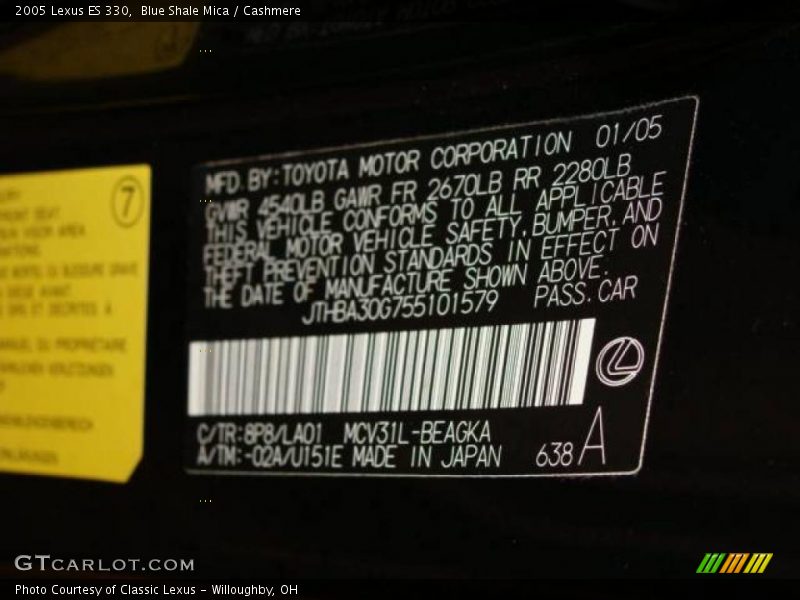 2005 Lexus ES 330,  Blue Shale Mica / Cashmere
MFD. BY: TOYOTA MOTOR CORPORATION 01/05
GVWR 4540LB GAWR FR 2670LB RR 2280LB
THIS VEHICLE CONFORMS TO ALL APPLICABLE
FEDERAL MOTOR VEHICLE SAFETY, BUMPER, AND
THEFT PREVENTION STANDARDS IN EFFECT ON
THE DATE OF MANUFACTURE SHOWN ABOVE.
JTHBA30G755101579 PASS. CAR
C/TR: 8P8/LA01 MCV31L-BEAGKA
A/TM: -02A/U151E MADE IN JAPAN
638 A
7
GTCARLOT.COM
Photo Courtesy of Classic Lexus - Willoughby, OH